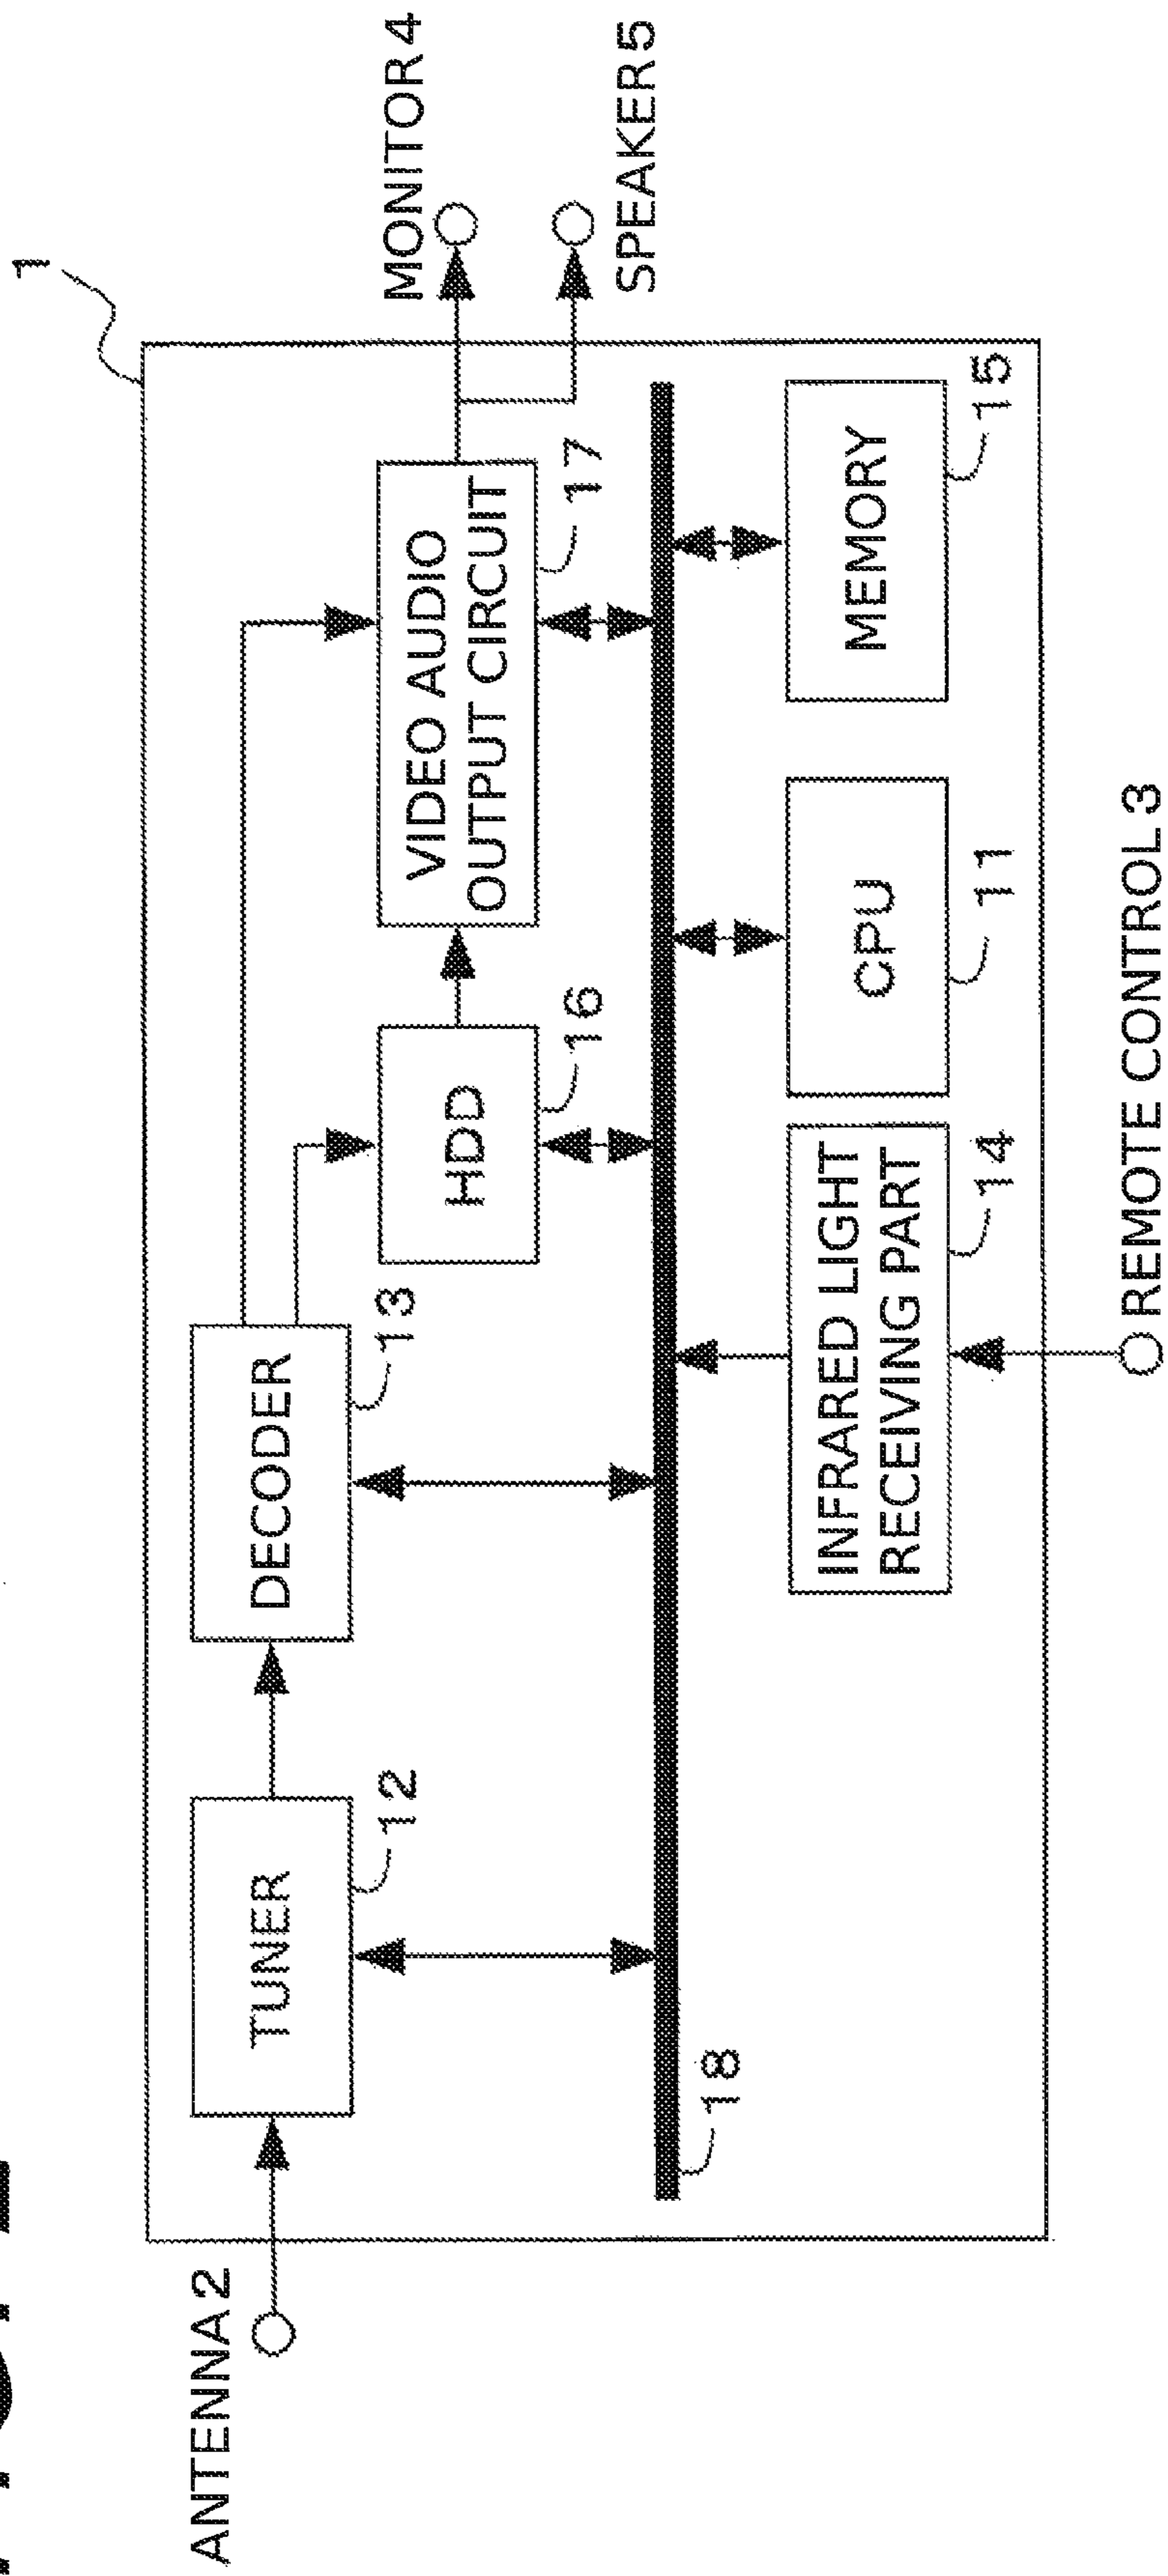 1
ANTENNA 2
TUNER
12
DECODER
13
HDD
16
VIDEO AUDIO
OUTPUT CIRCUIT
17
MONITOR 4
SPEAKER 5
18
INFRARED LIGHT
RECEIVING PART
14
CPU
11
MEMORY
15
REMOTE CONTROL 3